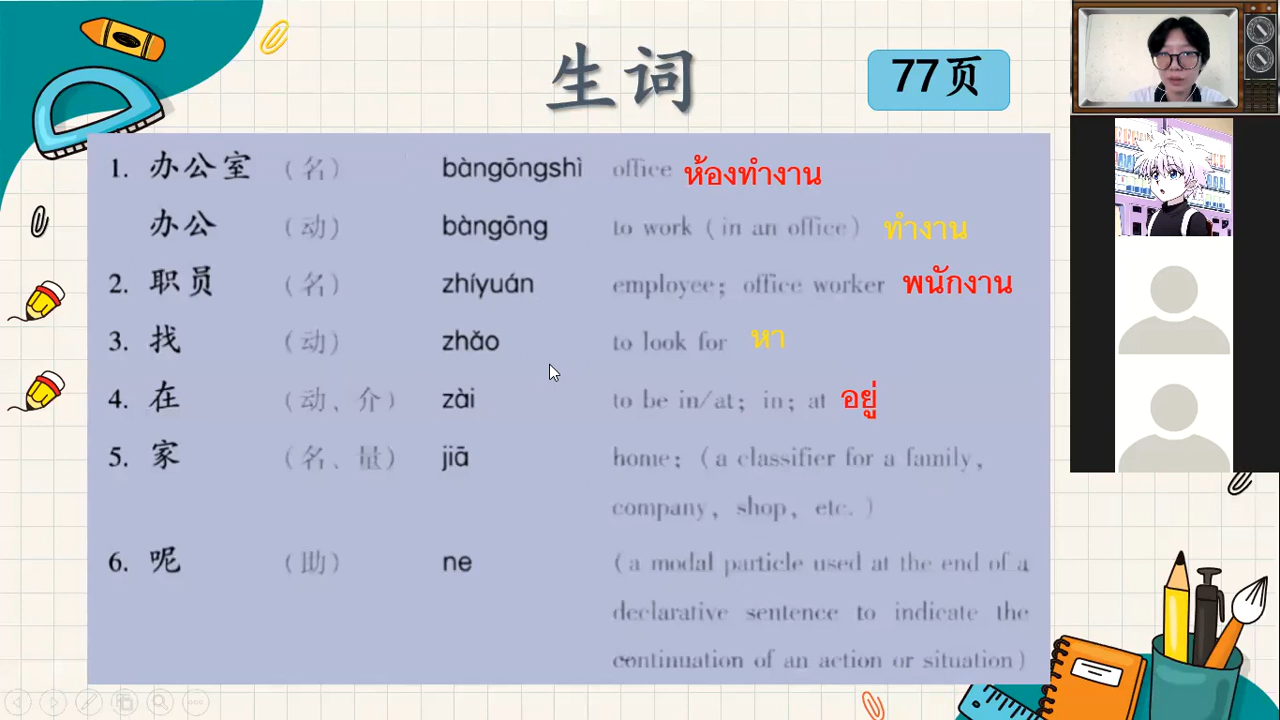 生词
77页
1. 办公室 （名） bàngōngshì office ห้องทำงาน
办公 （动） bàngōng to work（in an office） ทำงาน
2. 职员 （名） zhíyuán employee; office worker พนักงาน
3. 找 （动） zhǎo to look for หา
4. 在 （动、介） zài to be in/at; in; at อยู่
5. 家 （名、量） jiā home;（a classifier for a family,
company, shop, etc.）
6. 呢 （助） ne （a modal particle used at the end of a
declarative sentence to indicate the
continuation of an action or situation）